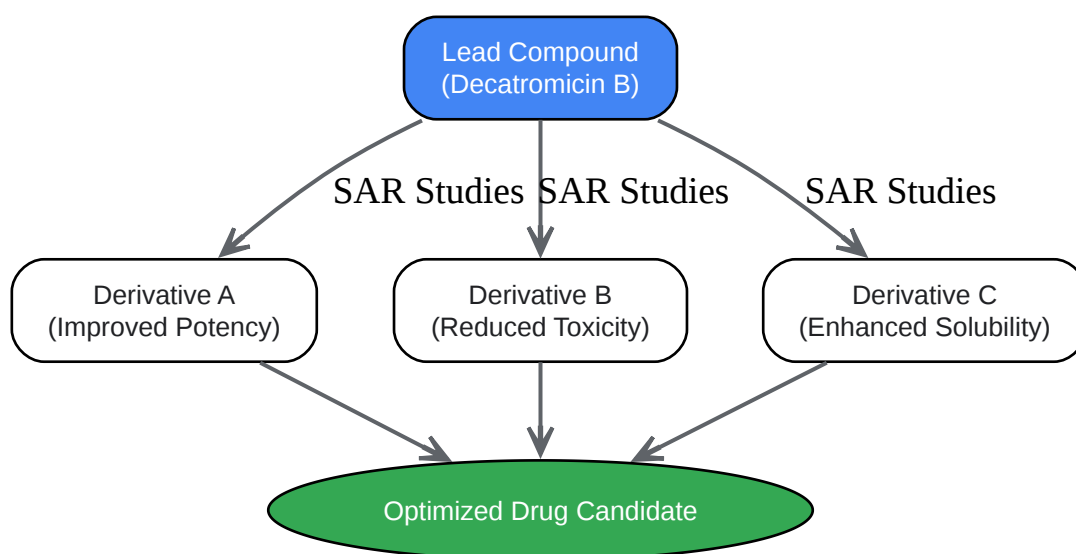 Lead Compound
(Decatromicin B)
SAR Studies
SAR Studies
SAR Studies
Derivative A
(Improved Potency)
Derivative B
(Reduced Toxicity)
Derivative C
(Enhanced Solubility)
Optimized Drug Candidate